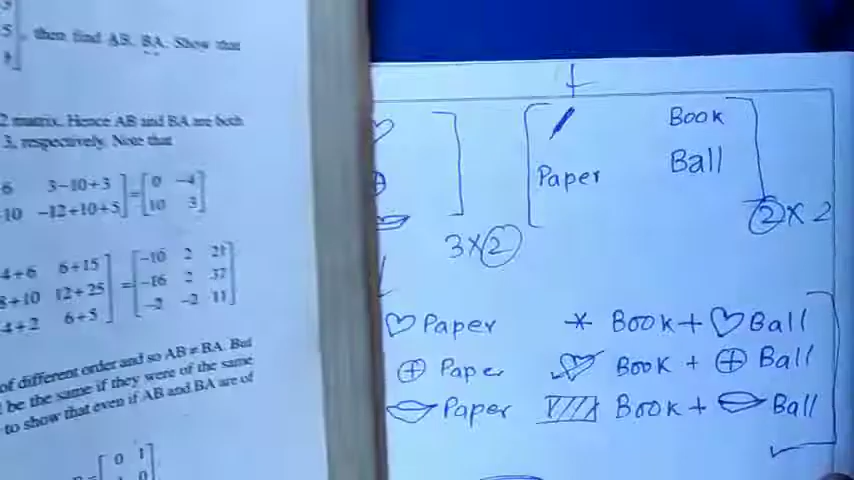 5 , then find AB, BA. Show that
2 matrix. Hence AB and BA are both
3, respectively. Note that
6 3-10+3 = 0 -4
10 -12+10+5 10 3
4+6 6+15 -10 2 21
8+10 12+25 = -16 2 37
4+2 6+5 -2 -2 11
of different order and so AB ≠ BA. But
be the same if they were of the same
to show that even if AB and BA are of
0 1
0
Book
Paper Ball
3×2 2×2
Paper * Book + Ball
Paper Book + Ball
Paper Book + Ball